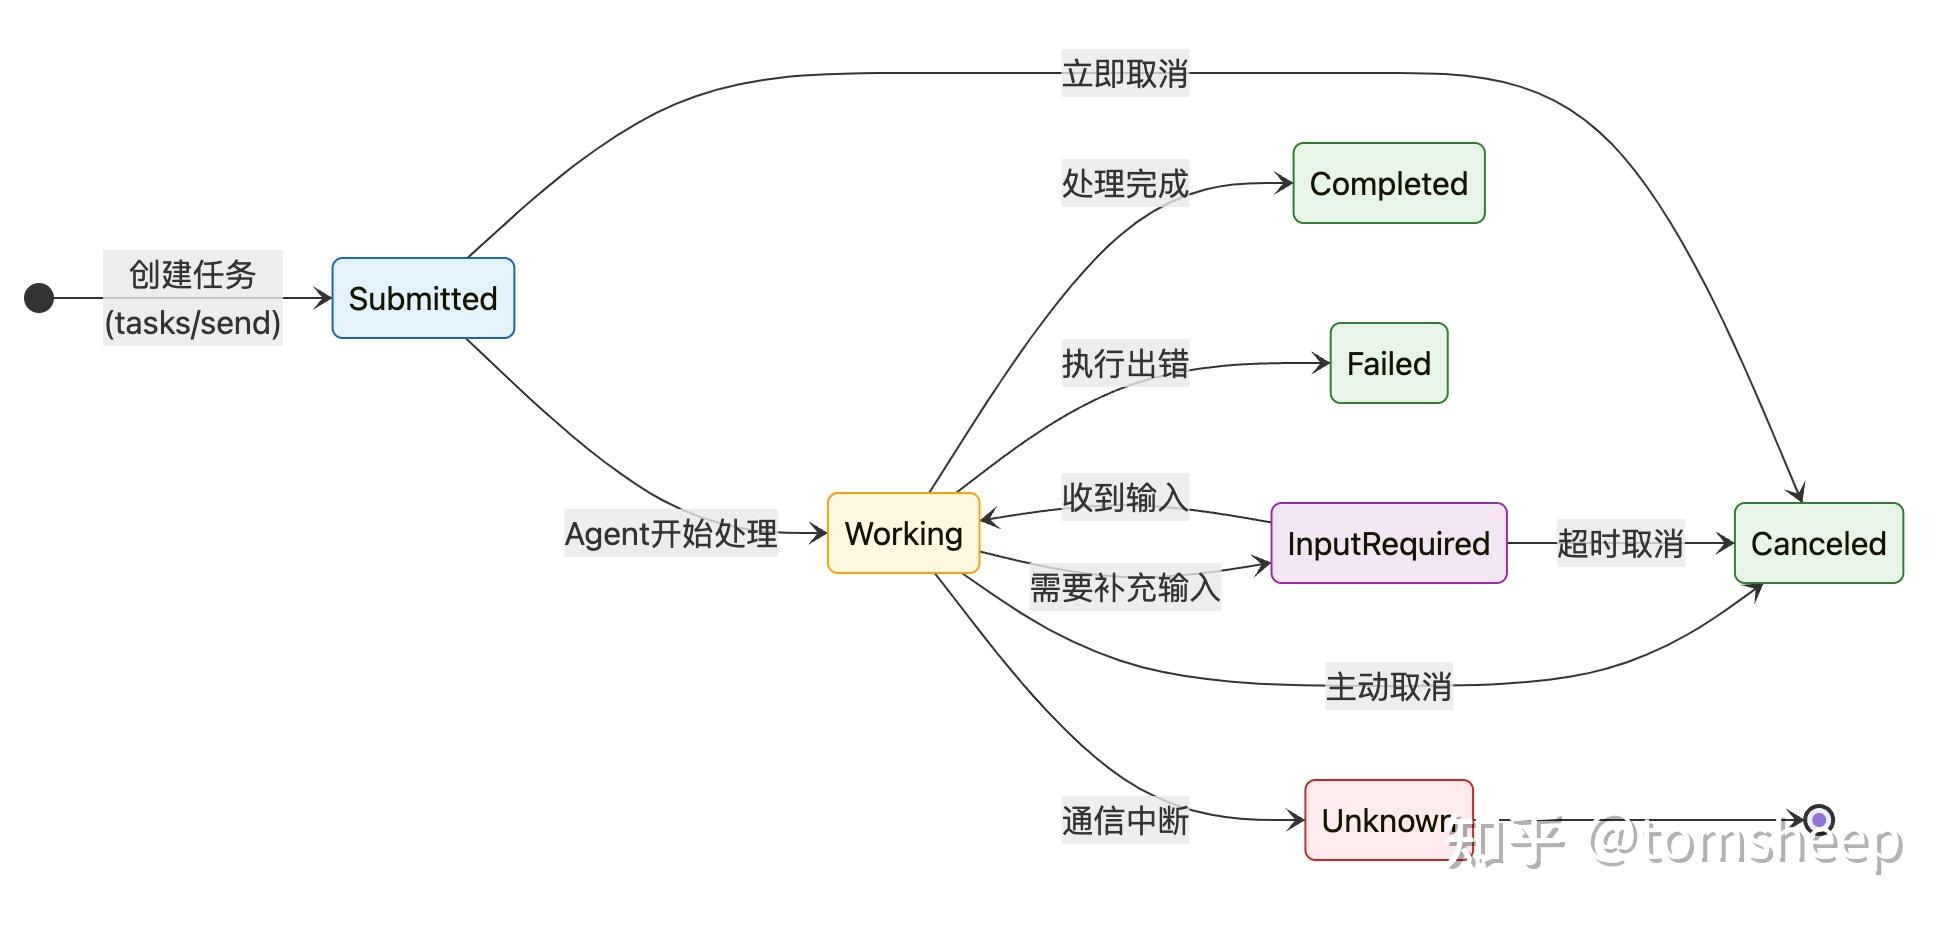 立即取消
处理完成
Completed
创建任务
(tasks/send)
Submitted
执行出错
Failed
收到输入
Agent开始处理
Working
InputRequired
超时取消
Canceled
需要补充输入
主动取消
通信中断
Unknown
知乎 @tomsheep